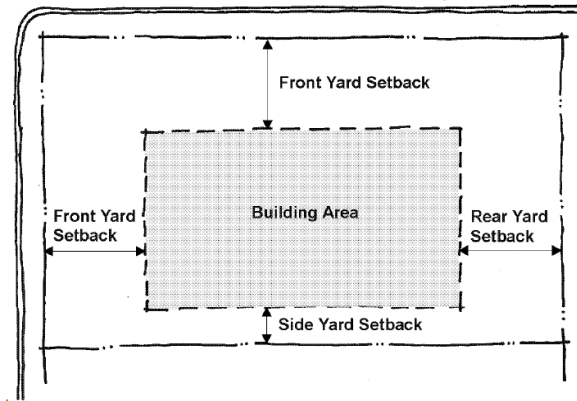 Front Yard Setback
Building Area
Front Yard
Setback
Rear Yard
Setback
Side Yard Setback